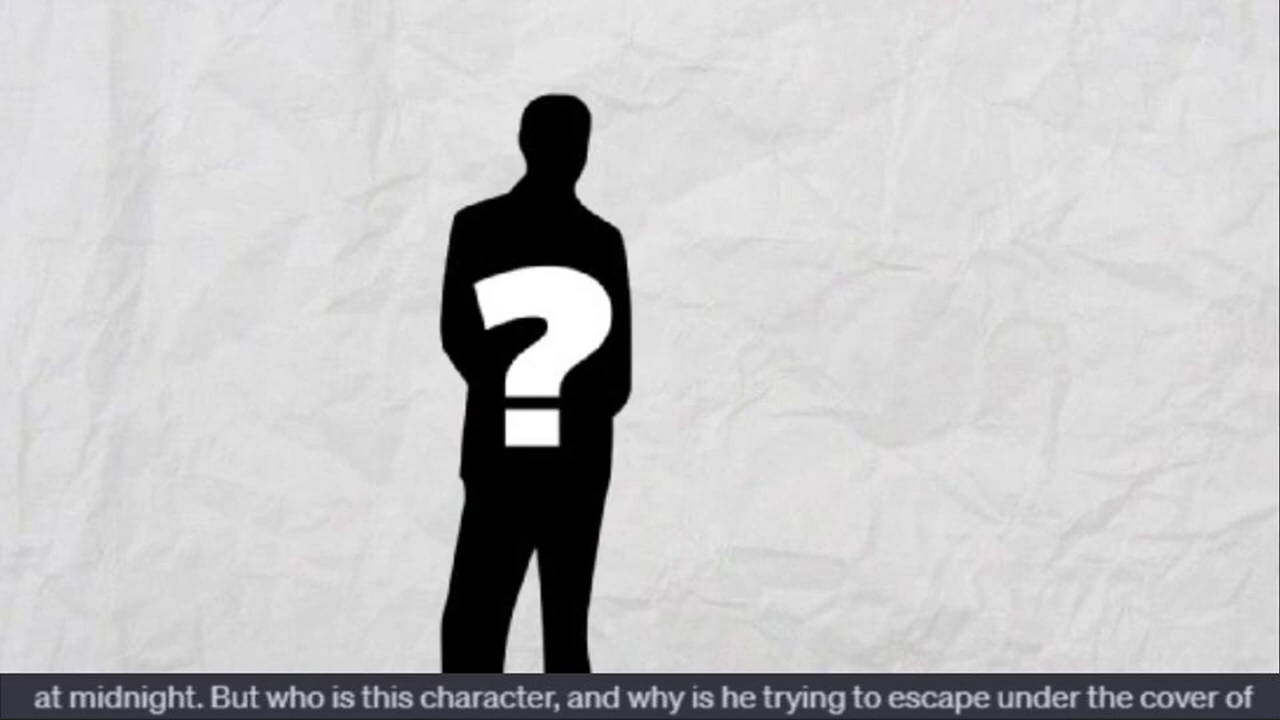 ?
at midnight. But who is this character, and why is he trying to escape under the cover of